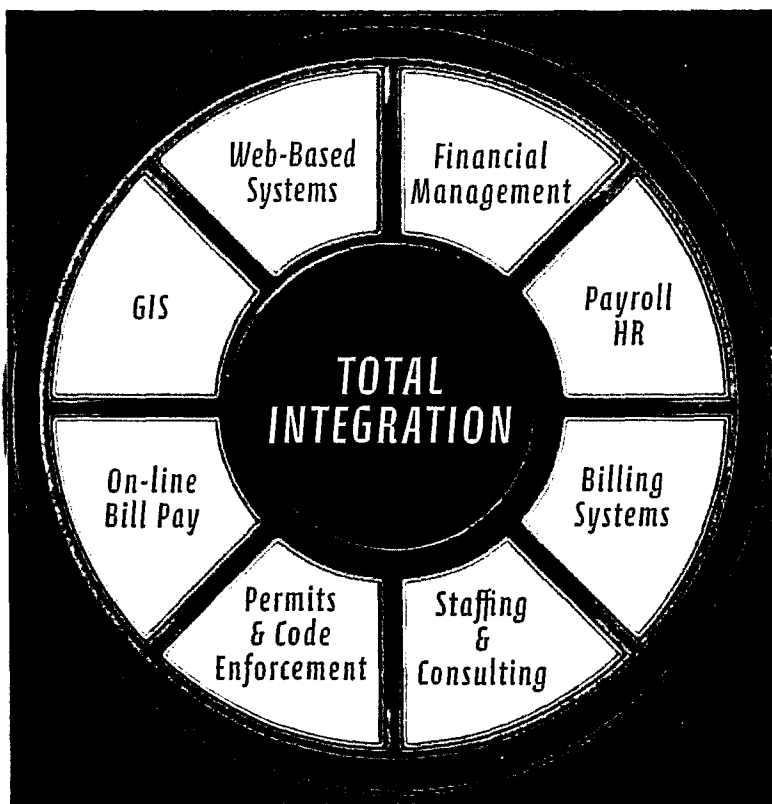 Web-Based
Systems
Financial
Management
GIS
Payroll
HR
TOTAL
INTEGRATION
On-line
Bill Pay
Billing
Systems
Permits
& Code
Enforcement
Staffing
&
Consulting